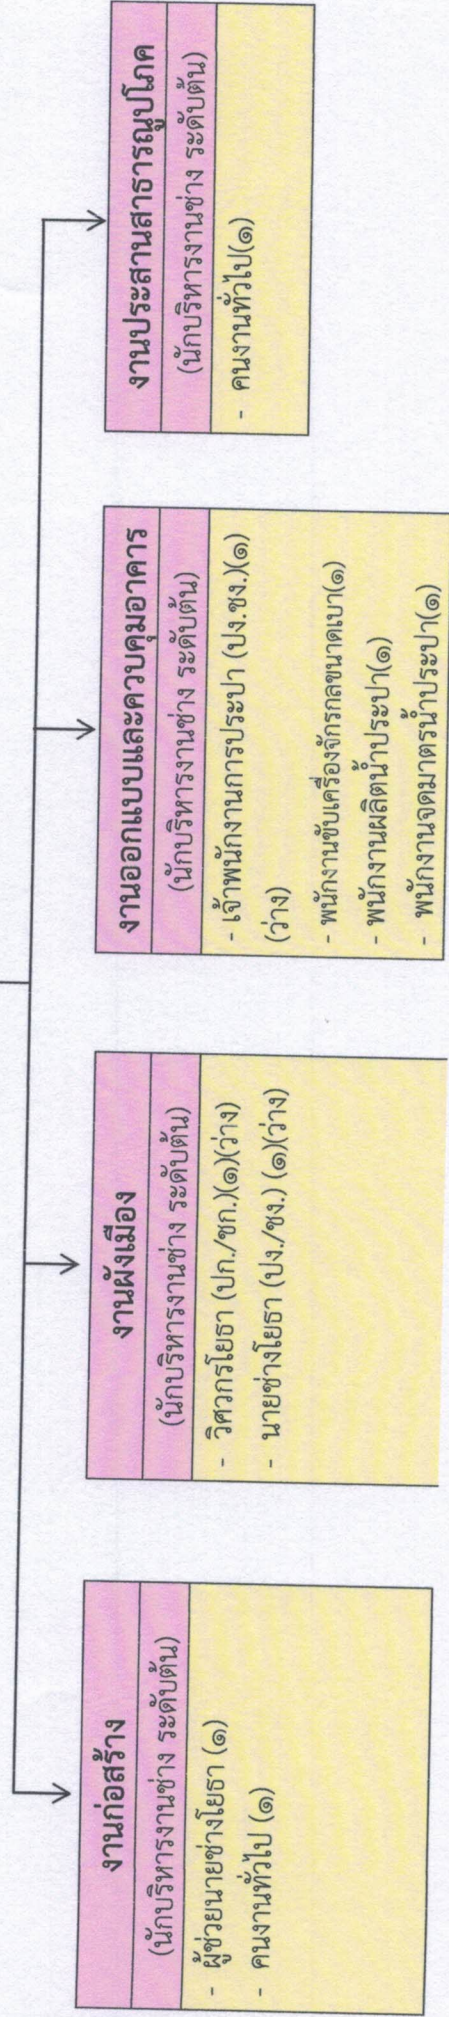 งานก่อสร้าง
(นักบริหารงานช่าง ระดับต้น)
- ผู้ช่วยนายช่างโยธา (๑)
- คนงานทั่วไป (๑)
งานผังเมือง
(นักบริหารงานช่าง ระดับต้น)
- วิศวกรโยธา (ปก./ชก.)(๑)(ว่าง)
- นายช่างโยธา (ปง./ชง.) (๑)(ว่าง)
งานออกแบบและควบคุมอาคาร
(นักบริหารงานช่าง ระดับต้น)
- เจ้าพนักงานการประปา (ปง.ชง.)(๑)
(ว่าง)
- พนักงานขับเครื่องจักรกลขนาดเบา(๑)
- พนักงานผลิตน้ำประปา(๑)
- พนักงานจดมาตรน้ำประปา(๑)
งานประสานสาธารณูปโภค
(นักบริหารงานช่าง ระดับต้น)
- คนงานทั่วไป(๑)